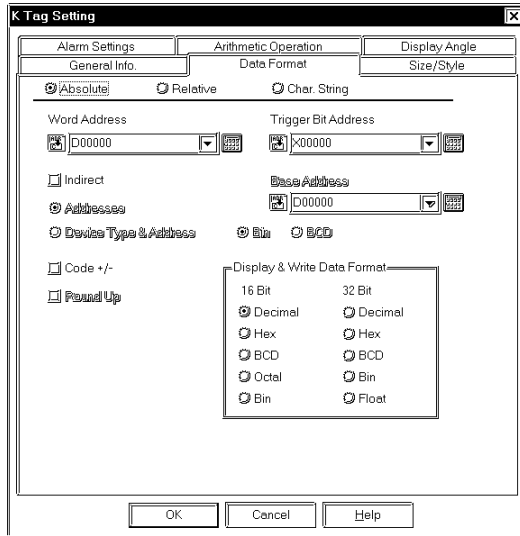 K Tag Setting
Alarm Settings Arithmetic Operation Display Angle
General Info. Data Format Size/Style
Absolute Relative Char. String
Word Address Trigger Bit Address
D00000 X00000
Indirect Base Address
Addresses D00000
Device Type & Address Bin BCD
Code +/- Display & Write Data Format
Round Up 16 Bit 32 Bit
Decimal Decimal
Hex Hex
BCD BCD
Octal Bin
Bin Float
OK Cancel Help